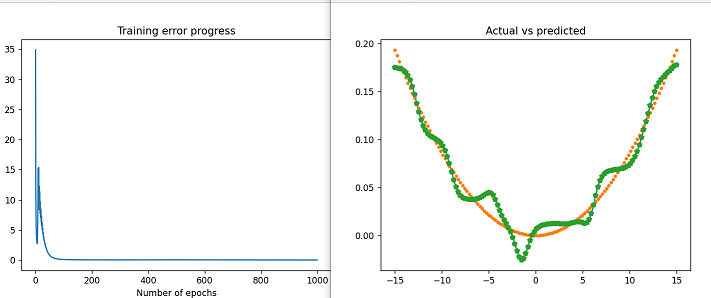 Training error progress
35
30
25
20
15
10
5
0
0 200 400 600 800 1000
Number of epochs
Actual vs predicted
0.20
0.15
0.10
0.05
0.00
−15 −10 −5 0 5 10 15